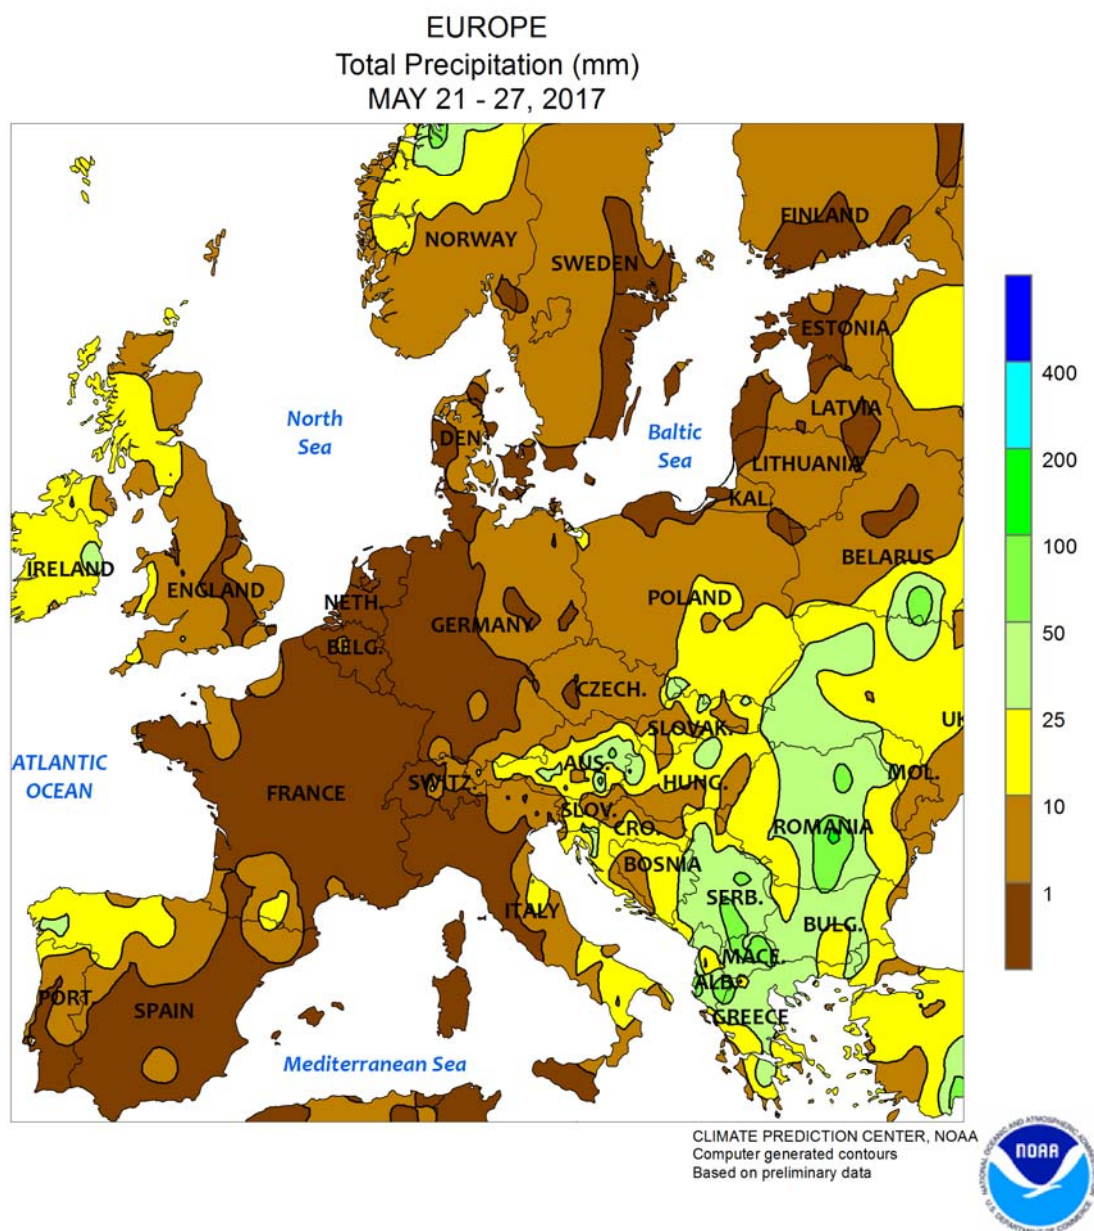 EUROPE
Total Precipitation (mm)
MAY 21 - 27, 2017
FINLAND
NORWAY
SWEDEN
ESTONIA
400
North
Sea
Baltic
Sea
LATVIA
DEN.
LITHUANIA
200
KAL.
100
BELARUS
IRELAND
ENGLAND
NETH.
POLAND
GERMANY
50
BELG.
CZECH.
25
UK
SLOVAK.
ATLANTIC
OCEAN
AUS.
MOL.
SWITZ.
HUNG.
FRANCE
10
SLOV.
CRO.
ROMANIA
BOSNIA
1
SERB.
ITALY
BULG.
MACE.
ALB.
PORT.
SPAIN
GREECE
Mediterranean Sea
CLIMATE PREDICTION CENTER, NOAA
Computer generated contours
Based on preliminary data
NOAA